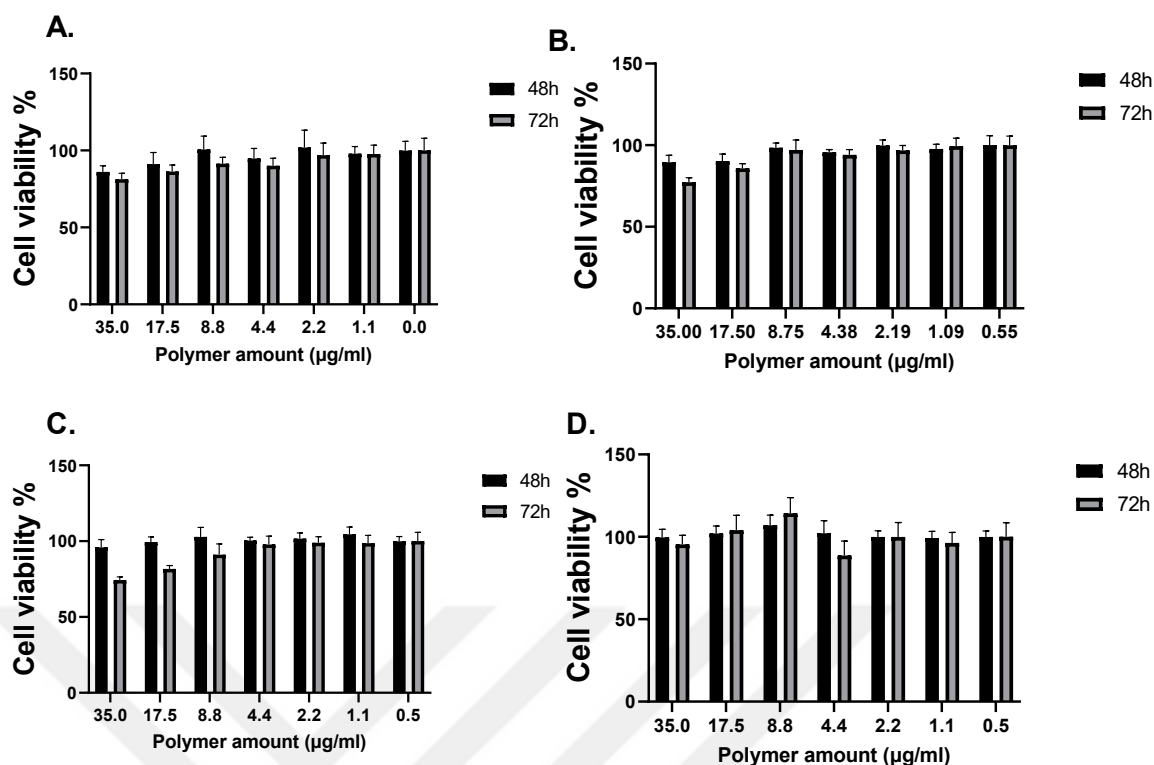 A.
Cell viability %
150
100
50
0
35.0 17.5 8.8 4.4 2.2 1.1 0.0
Polymer amount (µg/ml)
48h
72h
B.
Cell viability %
150
100
50
0
35.00 17.50 8.75 4.38 2.19 1.09 0.55
Polymer amount (µg/ml)
48h
72h
C.
Cell viability %
150
100
50
0
35.0 17.5 8.8 4.4 2.2 1.1 0.5
Polymer amount (µg/ml)
48h
72h
D.
Cell viability %
150
100
50
0
35.0 17.5 8.8 4.4 2.2 1.1 0.5
Polymer amount (µg/ml)
48h
72h